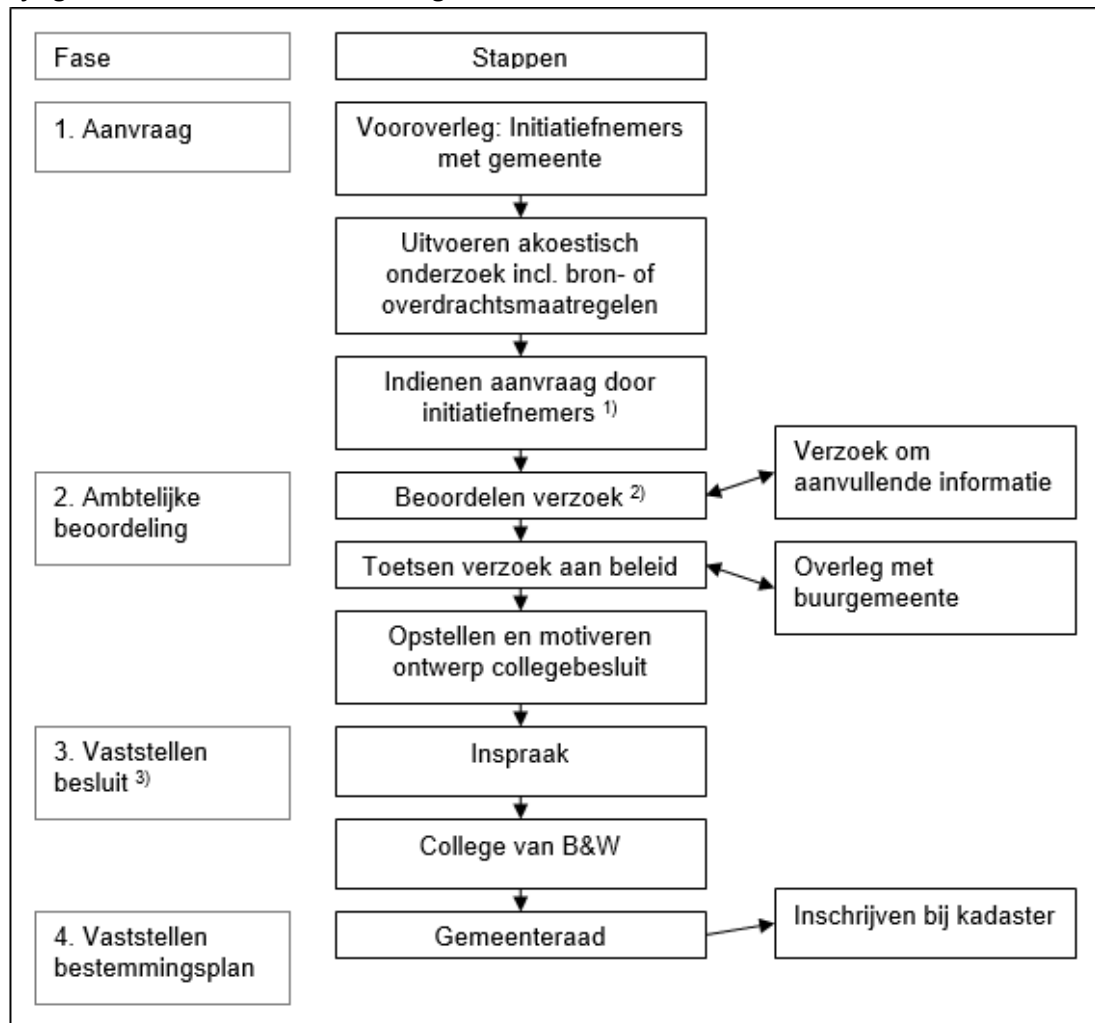 Fase
Stappen
1. Aanvraag
Vooroverleg: Initiatiefnemers
met gemeente
Uitvoeren akoestisch
onderzoek incl. bron- of
overdrachtsmaatregelen
Indienen aanvraag door
initiatiefnemers 1)
2. Ambtelijke
beoordeling
Beoordelen verzoek 2)
Verzoek om
aanvullende informatie
Toetsen verzoek aan beleid
Overleg met
buurgemeente
Opstellen en motiveren
ontwerp collegebesluit
3. Vaststellen
besluit 3)
Inspraak
College van B&W
4. Vaststellen
bestemmingsplan
Gemeenteraad
Inschrijven bij kadaster